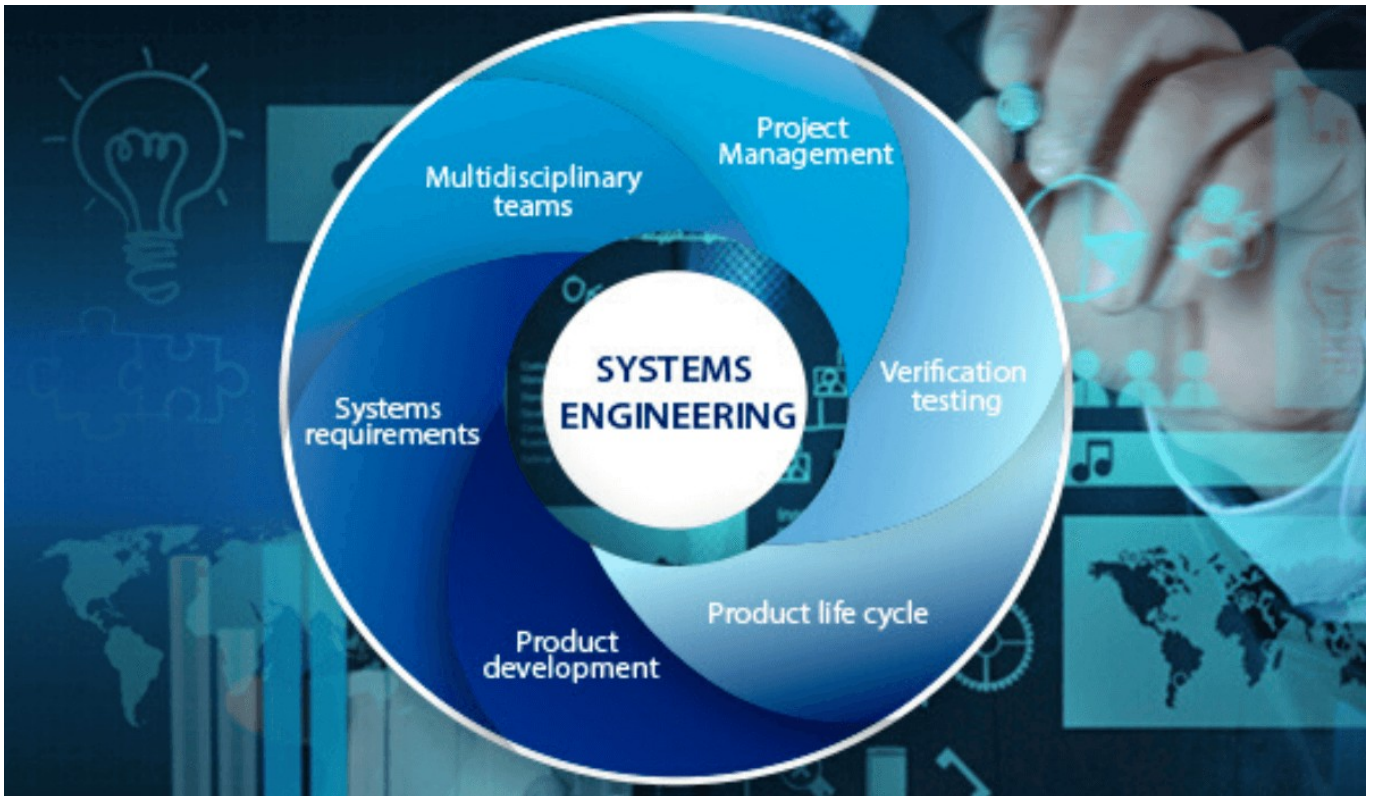 Project
Management
Multidisciplinary
teams
SYSTEMS
ENGINEERING
Verification
testing
Systems
requirements
Product life cycle
Product
development